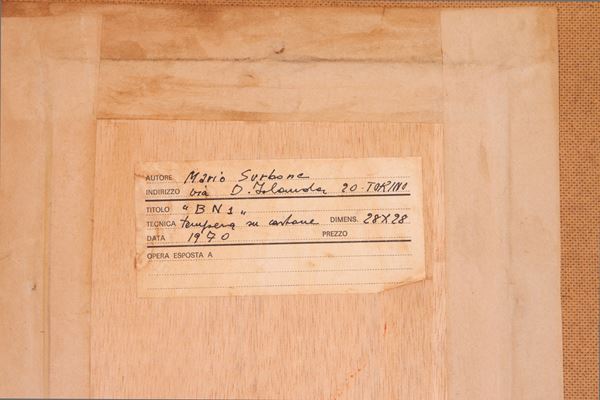 AUTORE Mario Surbone
INDIRIZZO via D. Jolanda 20 - TORINO
TITOLO "BN1"
TECNICA tempera su cartone DIMENS. 28X28
DATA 1970 PREZZO
OPERA ESPOSTA A